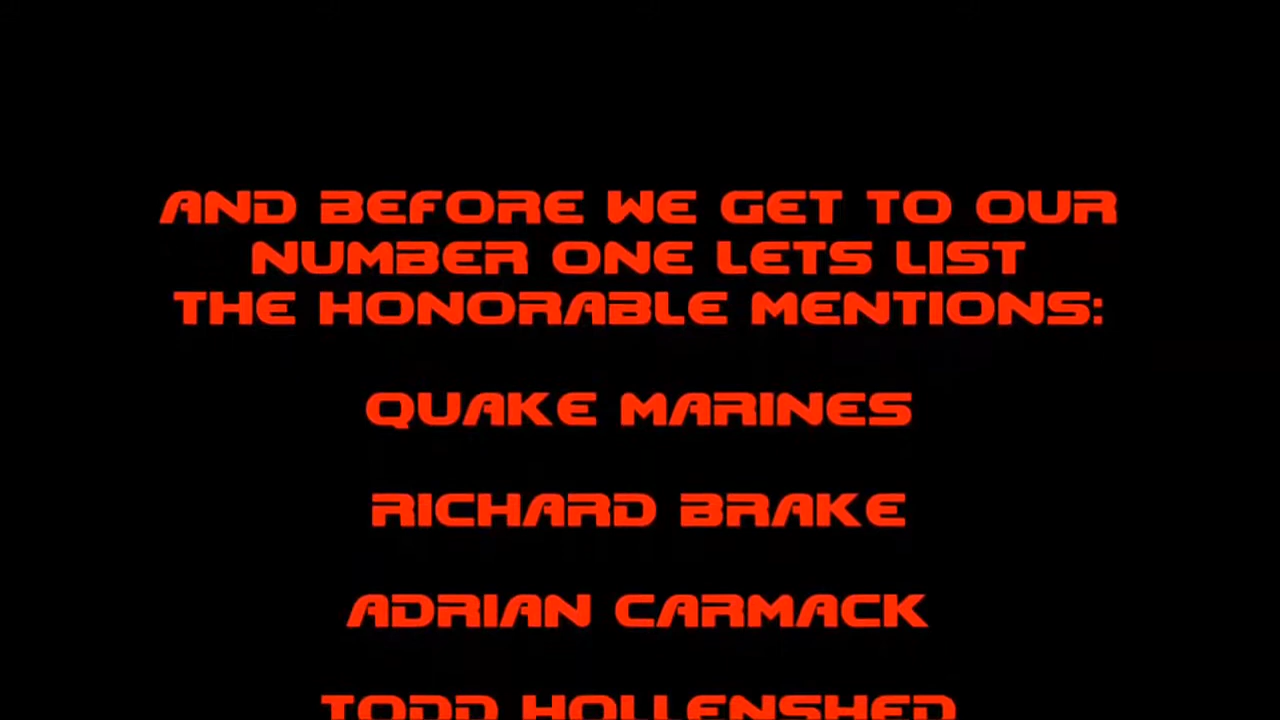 AND BEFORE WE GET TO OUR
NUMBER ONE LETS LIST
THE HONORABLE MENTIONS:
QUAKE MARINES
RICHARD BRAKE
ADRIAN CARMACK
TODD HOLLENSHED